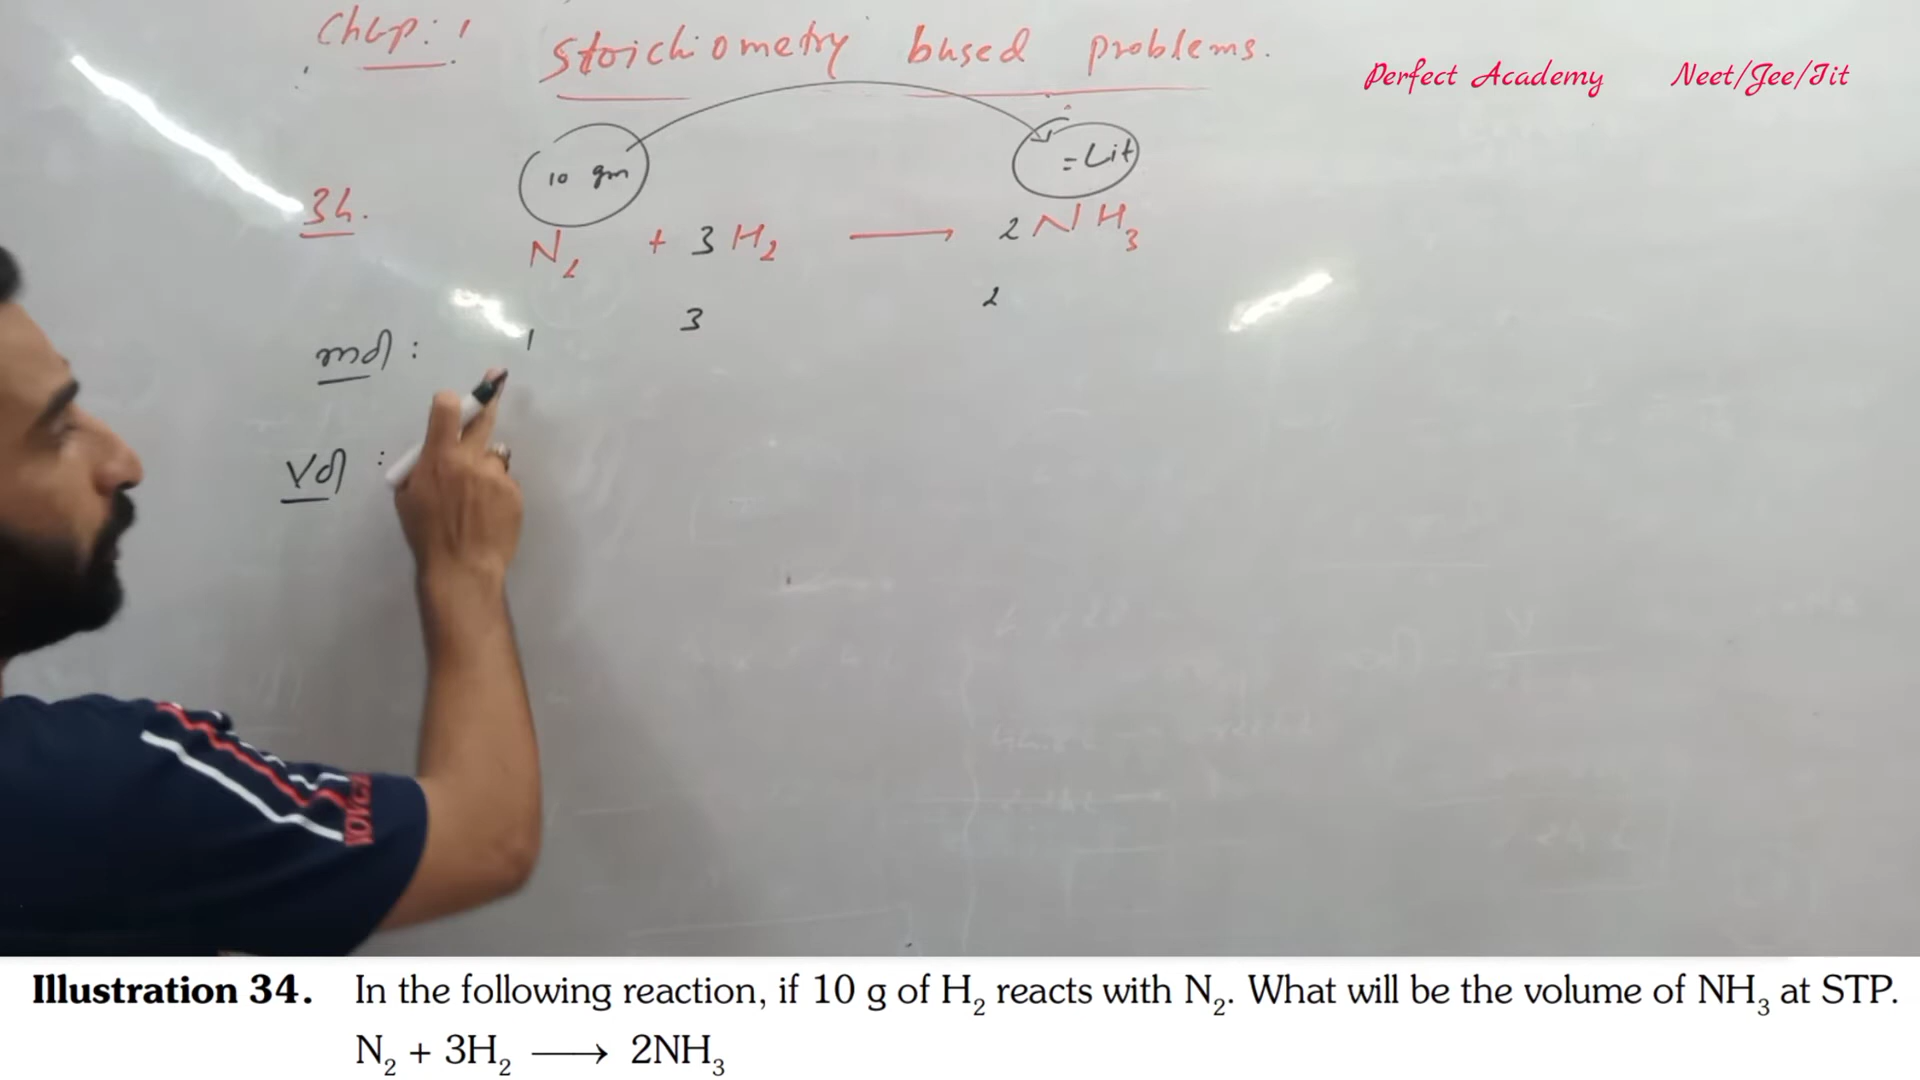 Chap: 1
Stoichiometry based problems.
Perfect Academy Neet/Jee/Iit
10 gm = Lit
34. N2 + 3H2 → 2NH3
mol : 1 3 2
Vol :
NOVCI
Illustration 34. In the following reaction, if 10 g of H2 reacts with N2. What will be the volume of NH3 at STP.
N2 + 3H2 → 2NH3